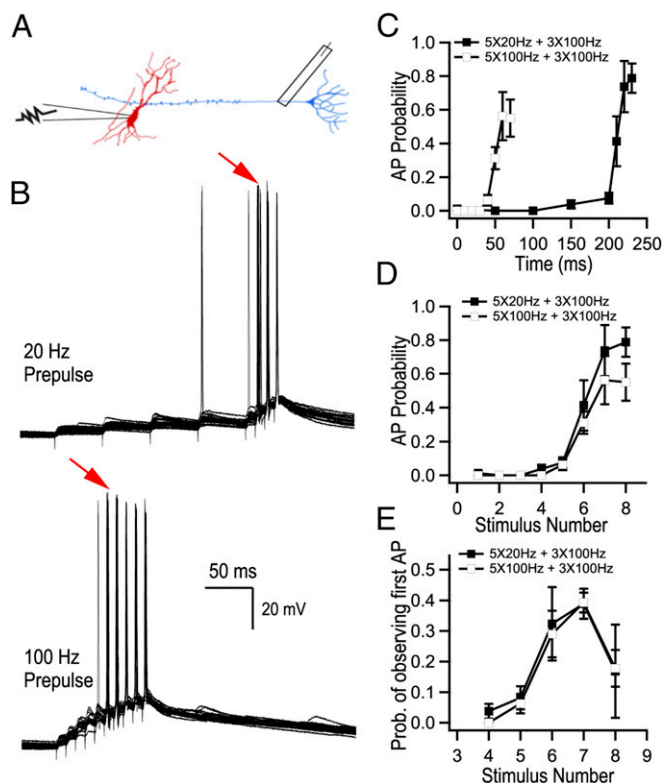 A
B
20 Hz
Prepulse
50 ms
20 mV
100 Hz
Prepulse
C
5X20Hz + 3X100Hz
5X100Hz + 3X100Hz
AP Probability
1.0
0.8
0.6
0.4
0.2
0.0
0 50 100 150 200 250
Time (ms)
D
5X20Hz + 3X100Hz
5X100Hz + 3X100Hz
AP Probability
1.0
0.8
0.6
0.4
0.2
0.0
0 2 4 6 8
Stimulus Number
E
5X20Hz + 3X100Hz
5X100Hz + 3X100Hz
Prob. of observing first AP
0.5
0.4
0.3
0.2
0.1
0.0
3 4 5 6 7 8 9
Stimulus Number